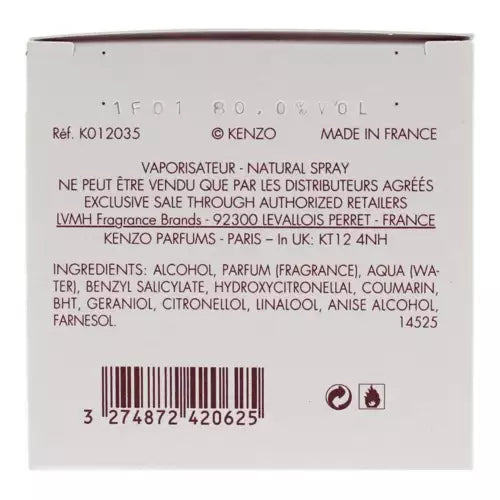 1F01 80.0%VOL
Réf. K012035 © KENZO MADE IN FRANCE
VAPORISATEUR - NATURAL SPRAY
NE PEUT ÊTRE VENDU QUE PAR LES DISTRIBUTEURS AGRÉÉS
EXCLUSIVE SALE THROUGH AUTHORIZED RETAILERS
LVMH Fragrance Brands - 92300 LEVALLOIS PERRET - FRANCE
KENZO PARFUMS - PARIS – In UK: KT12 4NH
INGREDIENTS: ALCOHOL, PARFUM (FRAGRANCE), AQUA (WA-
TER), BENZYL SALICYLATE, HYDROXYCITRONELLAL, COUMARIN,
BHT, GERANIOL, CITRONELLOL, LINALOOL, ANISE ALCOHOL,
FARNESOL. 14525
3 274872 420625